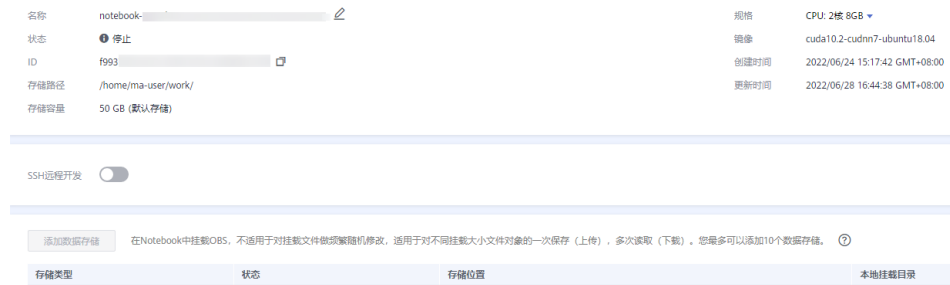 名称 notebook-
状态 停止
ID f993
存储路径 /home/ma-user/work/
存储容量 50 GB (默认存储)
规格 CPU: 2核 8GB
镜像 cuda10.2-cudnn7-ubuntu18.04
创建时间 2022/06/24 15:17:42 GMT+08:00
更新时间 2022/06/28 16:44:38 GMT+08:00
SSH远程开发
添加数据存储 在Notebook中挂载OBS，不适用于对挂载文件做频繁随机修改，适用于对不同挂载大小文件对象的一次保存（上传），多次读取（下载）。您最多可以添加10个数据存储。
存储类型 状态 存储位置 本地挂载目录